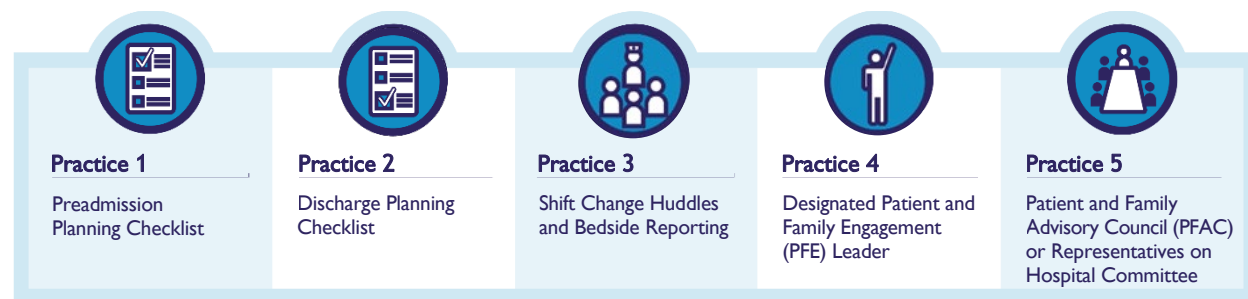 Practice 1
Preadmission
Planning Checklist
Practice 2
Discharge Planning
Checklist
Practice 3
Shift Change Huddles
and Bedside Reporting
Practice 4
Designated Patient and
Family Engagement
(PFE) Leader
Practice 5
Patient and Family
Advisory Council (PFAC)
or Representatives on
Hospital Committee